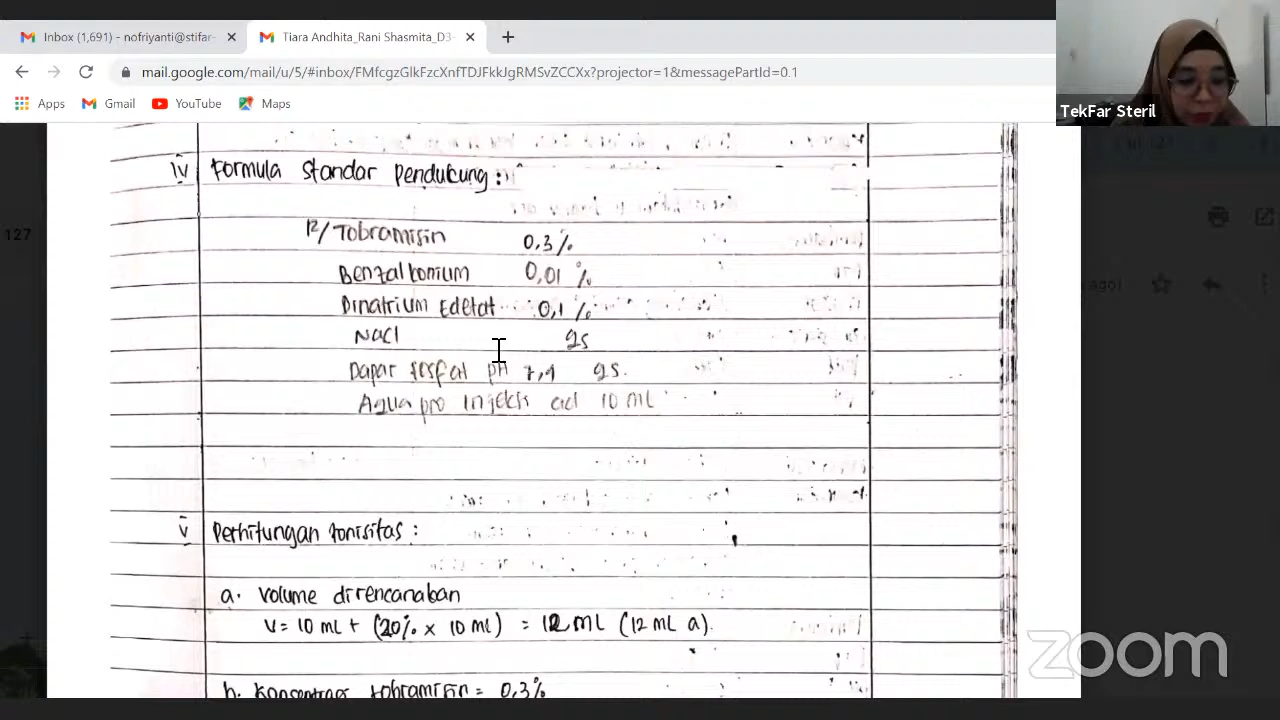 Inbox (1,691) - nofriyanti@stifar-
Tiara Andhita_Rani Shasmita_D3-
mail.google.com/mail/u/5/#inbox/FMfcgzGlkFzcXnfTDJFkkJgRMSvZCCXx?projector=1&messagePartId=0.1
Apps Gmail YouTube Maps
TekFar Steril
127
iv Formula Standar Pendukung :
R/ Tobramisin 0,3%
Benzalkonium 0,01 %
Dinatrium Edetat 0,1 %
NaCl qs
Dapar fosfat pH 7,4 qs.
Aqua pro Injeksi ad 10 ml
v Perhitungan tonisitas :
a. Volume direncanakan
V = 10 ml + (20% x 10 ml) = 12 ml (12 ml a).
b. Konsentrasi tobramisin = 0,3%
zoom